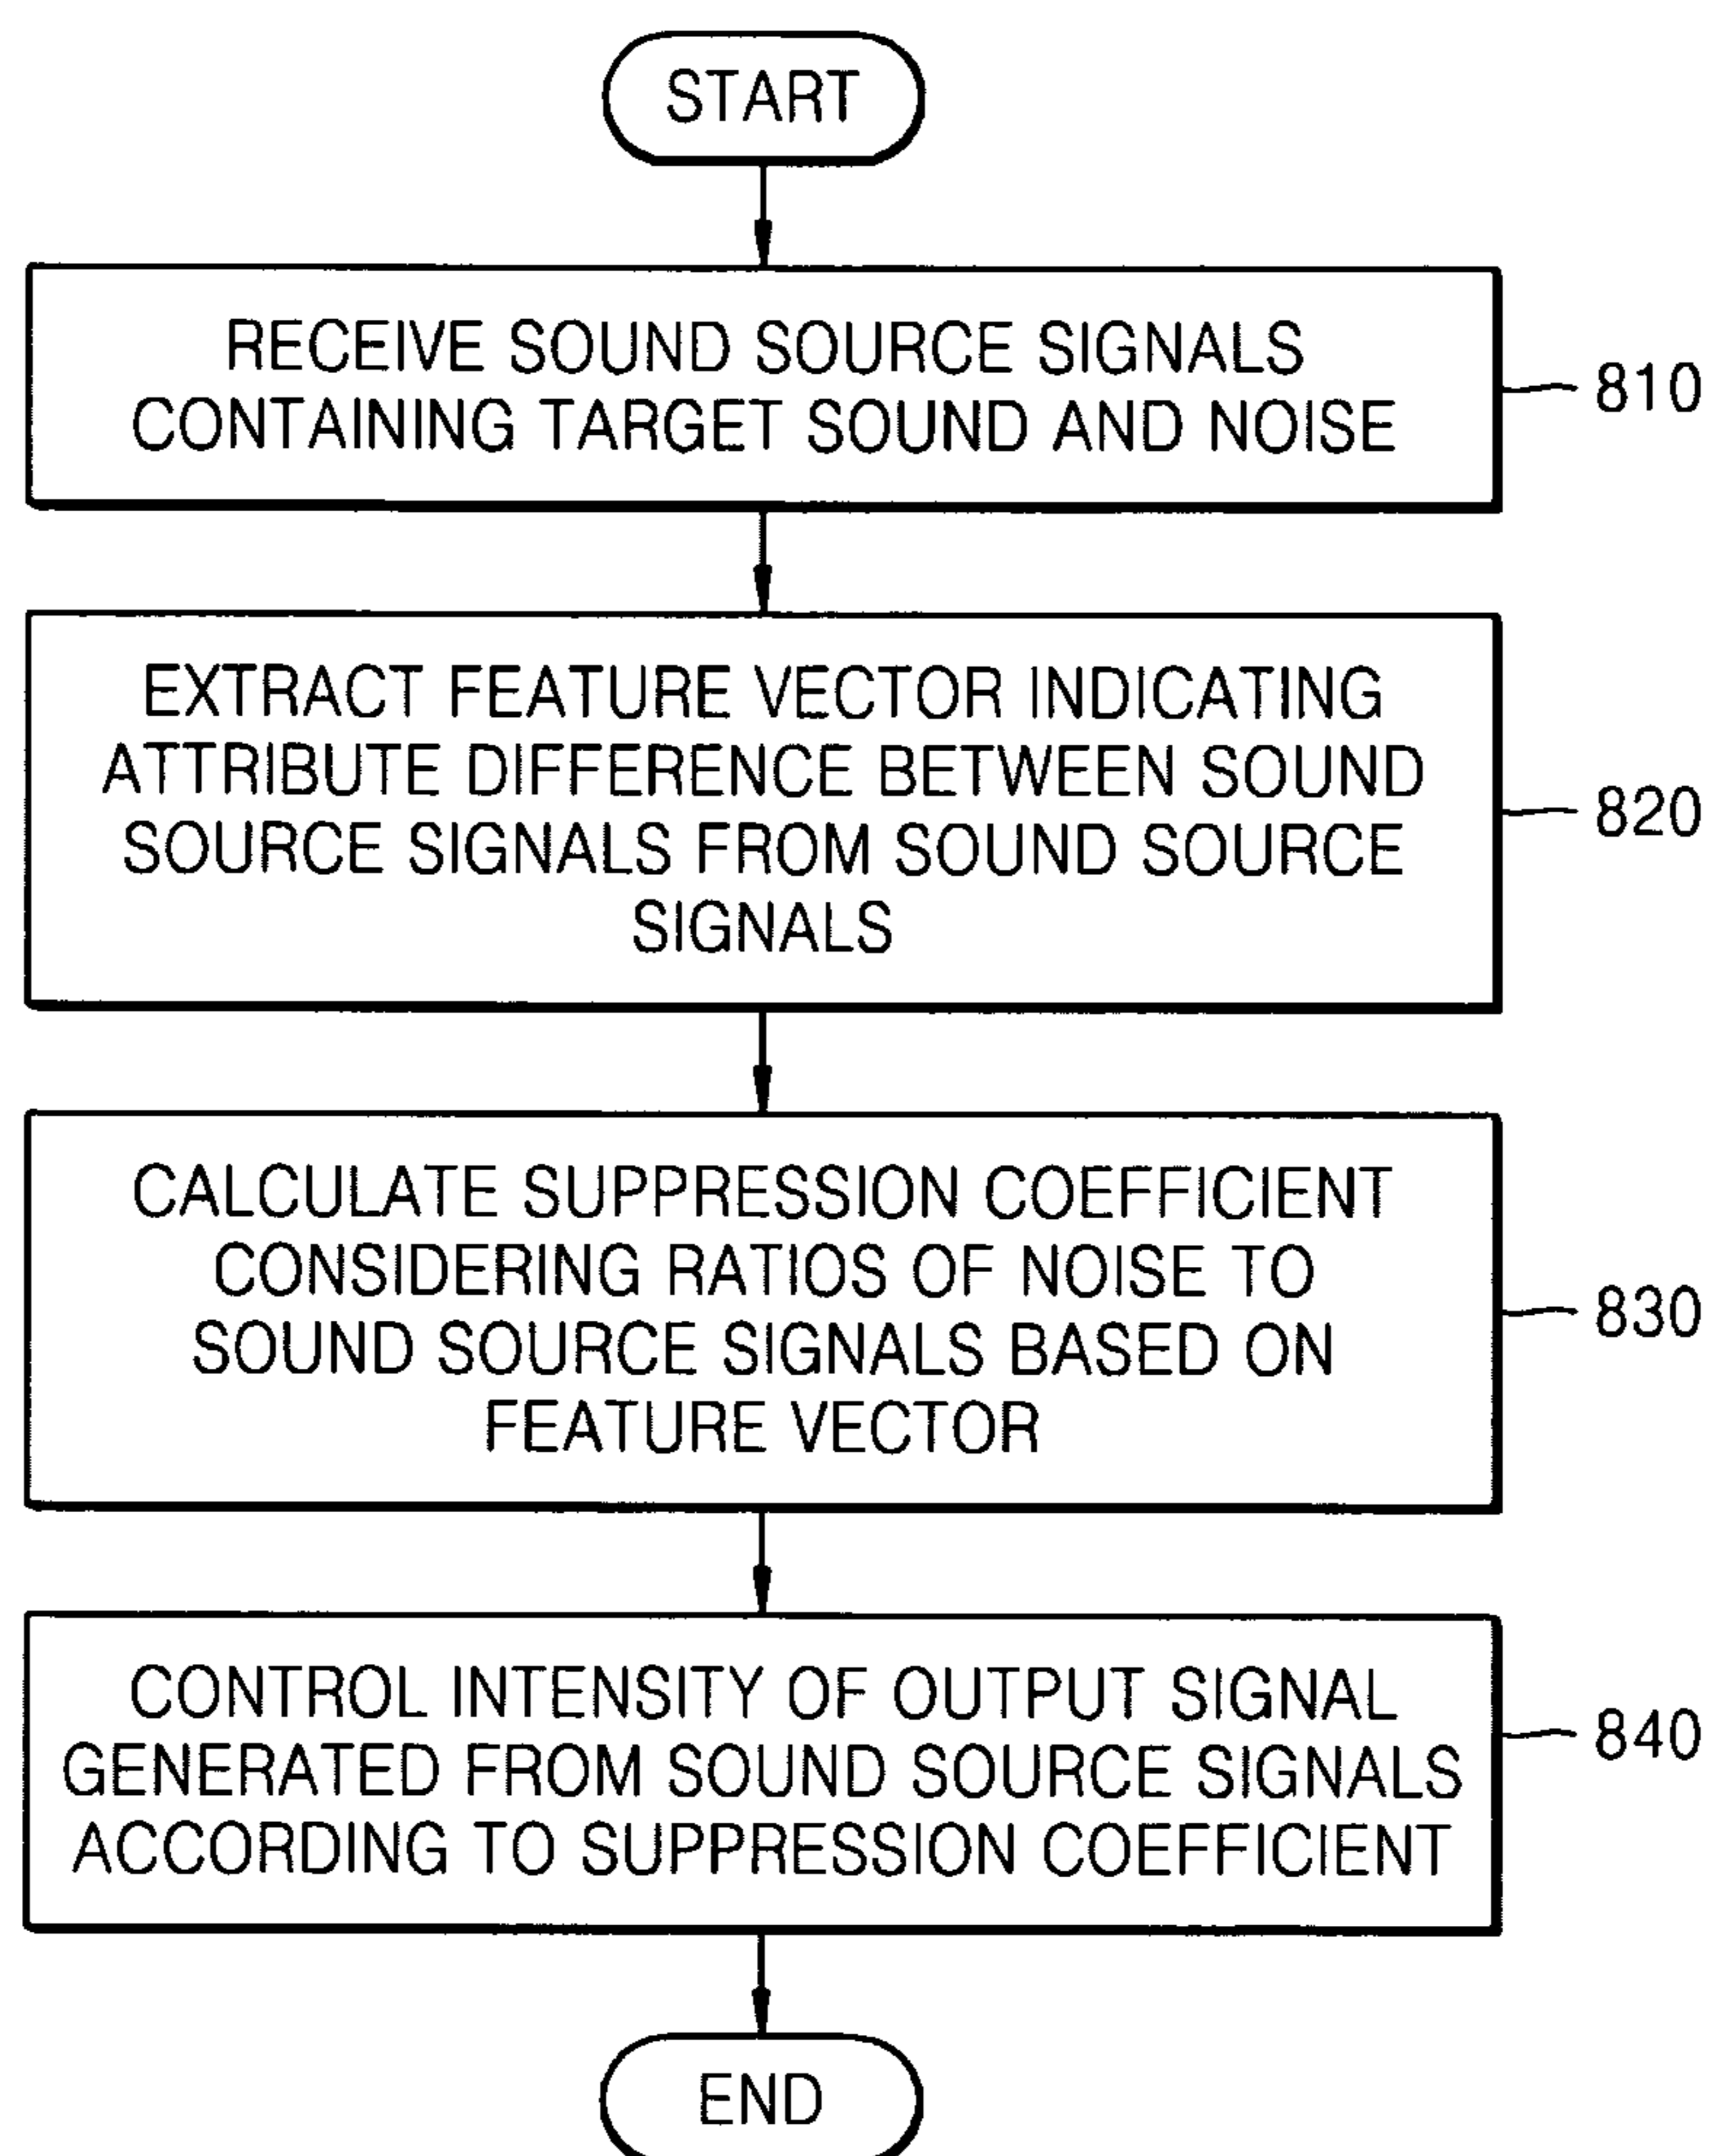 START
RECEIVE SOUND SOURCE SIGNALS
CONTAINING TARGET SOUND AND NOISE
810
EXTRACT FEATURE VECTOR INDICATING
ATTRIBUTE DIFFERENCE BETWEEN SOUND
SOURCE SIGNALS FROM SOUND SOURCE
SIGNALS
820
CALCULATE SUPPRESSION COEFFICIENT
CONSIDERING RATIOS OF NOISE TO
SOUND SOURCE SIGNALS BASED ON
FEATURE VECTOR
830
CONTROL INTENSITY OF OUTPUT SIGNAL
GENERATED FROM SOUND SOURCE SIGNALS
ACCORDING TO SUPPRESSION COEFFICIENT
840
END